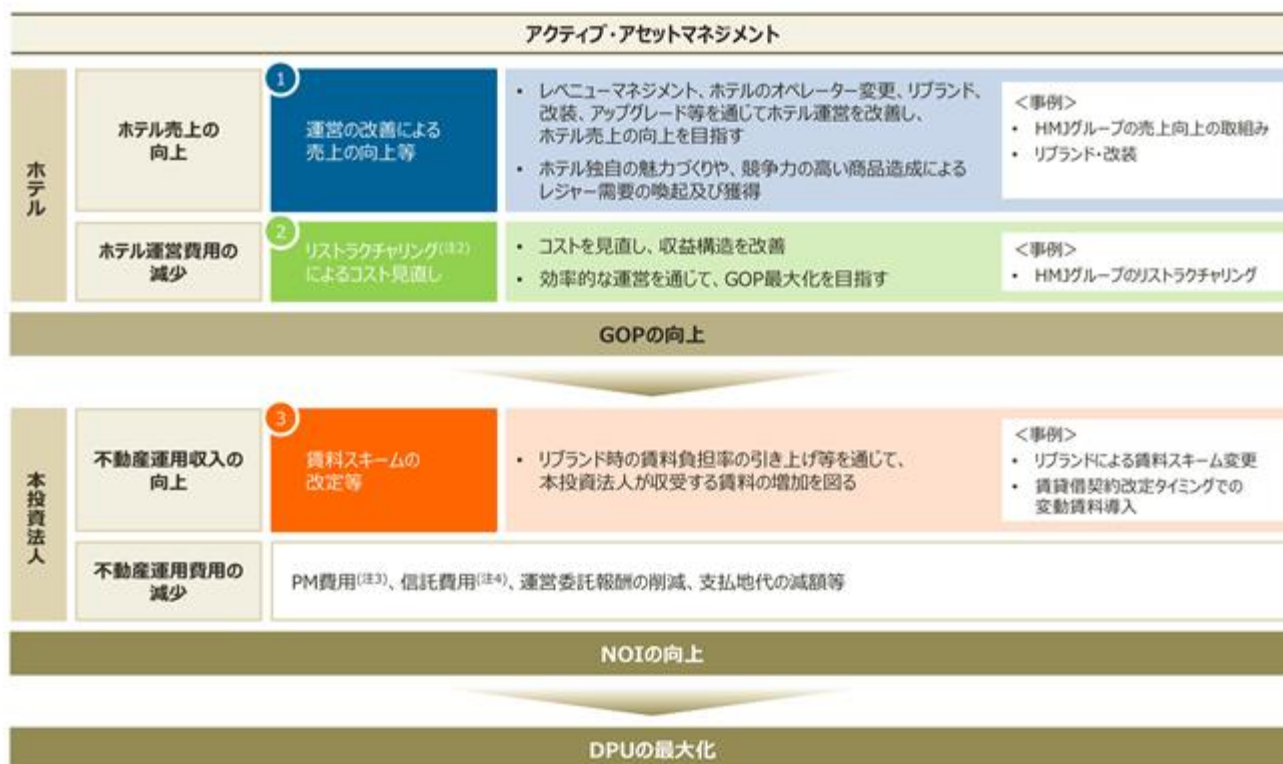 アクティブ・アセットマネジメント
ホテル
ホテル売上の
向上
1
運営の改善による
売上の向上等
• レベニューマネジメント、ホテルのオペレーター変更、リブランド、
改装、アップグレード等を通じてホテル運営を改善し、
ホテル売上の向上を目指す
• ホテル独自の魅力づくりや、競争力の高い商品造成による
レジャー需要の喚起及び獲得
<事例>
• HMJグループの売上向上の取組み
• リブランド・改装
ホテル運営費用の
減少
2
リストラクチャリング(注2)
によるコスト見直し
• コストを見直し、収益構造を改善
• 効率的な運営を通じて、GOP最大化を目指す
<事例>
• HMJグループのリストラクチャリング
GOPの向上
本投資法人
不動産運用収入の
向上
3
賃料スキームの
改定等
• リブランド時の賃料負担率の引き上げ等を通じて、
本投資法人が収受する賃料の増加を図る
<事例>
• リブランドによる賃料スキーム変更
• 賃貸借契約改定タイミングでの
変動賃料導入
不動産運用費用の
減少
PM費用(注3)、信託費用(注4)、運営委託報酬の削減、支払地代の減額等
NOIの向上
DPUの最大化